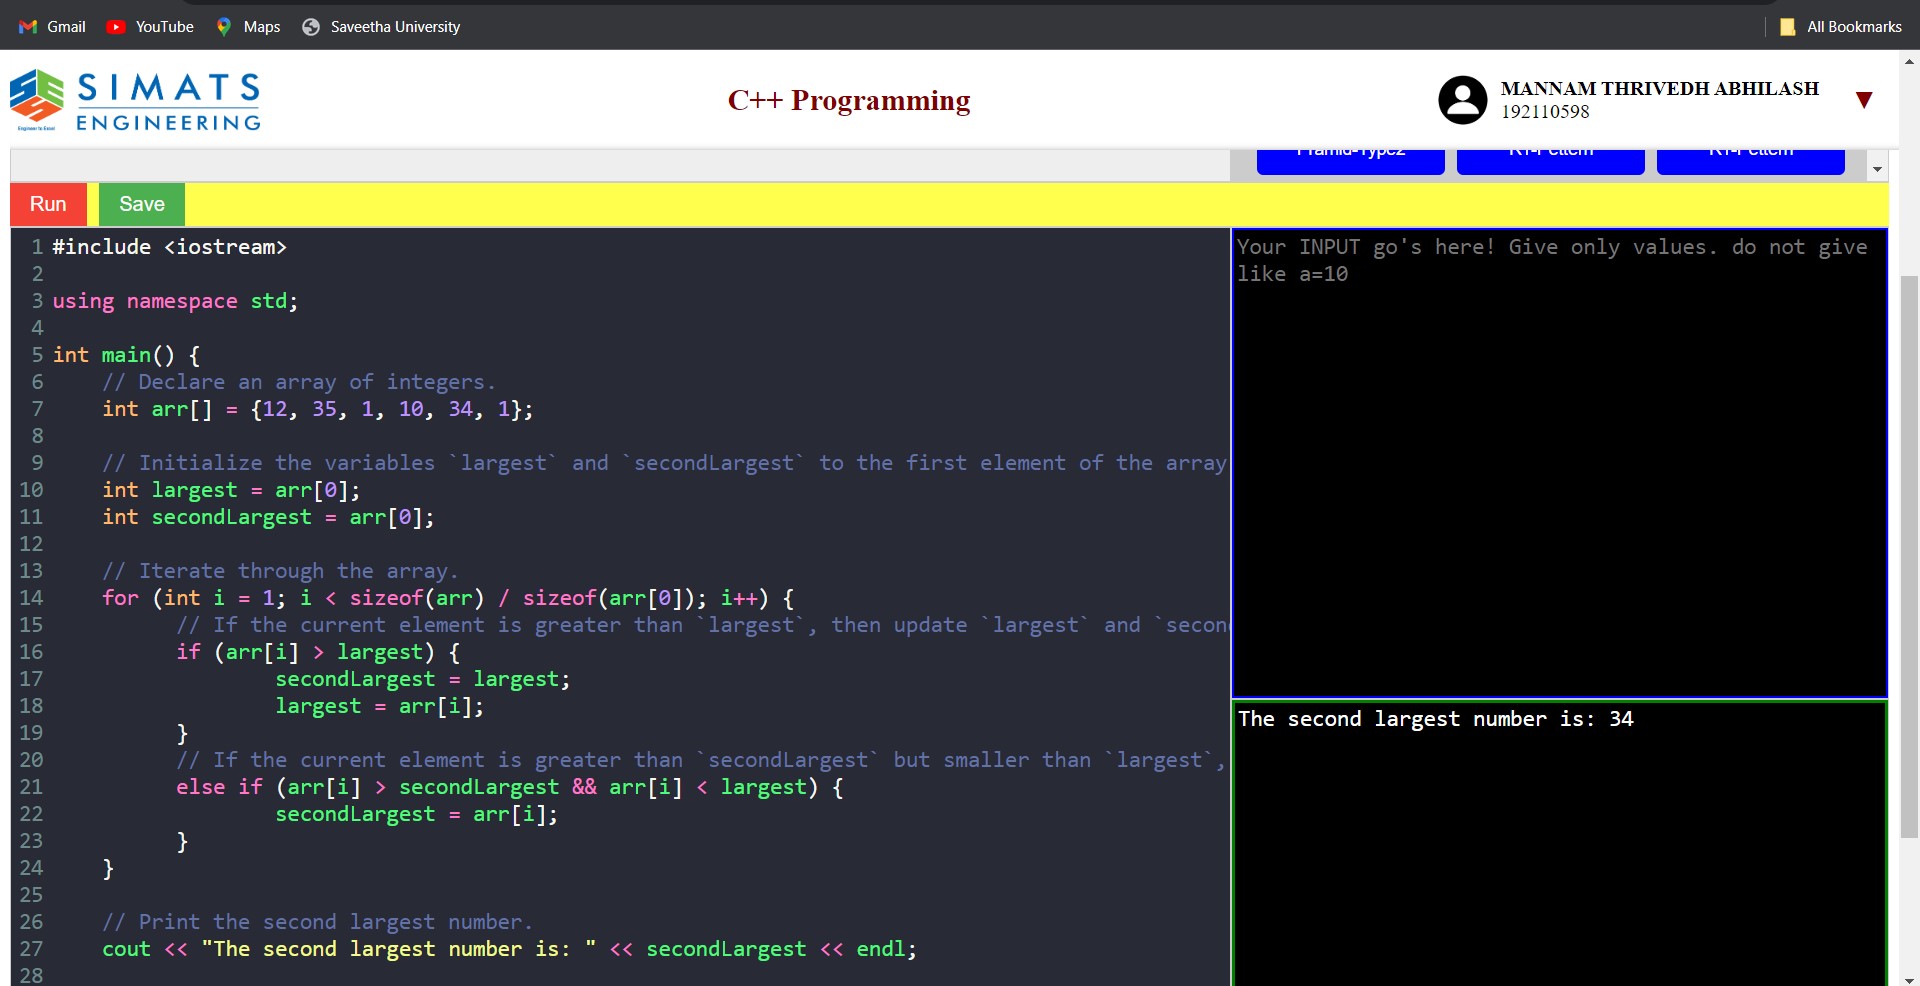 Gmail YouTube Maps Saveetha University All Bookmarks
SIMATS
ENGINEERING
Engineer to Excel
C++ Programming
MANNAM THRIVEDH ABHILASH
192110598
Run Save
1 #include <iostream>
2
3 using namespace std;
4
5 int main() {
6     // Declare an array of integers.
7     int arr[] = {12, 35, 1, 10, 34, 1};
8
9     // Initialize the variables `largest` and `secondLargest` to the first element of the array
10     int largest = arr[0];
11     int secondLargest = arr[0];
12
13     // Iterate through the array.
14     for (int i = 1; i < sizeof(arr) / sizeof(arr[0]); i++) {
15           // If the current element is greater than `largest`, then update `largest` and `secon
16           if (arr[i] > largest) {
17                   secondLargest = largest;
18                   largest = arr[i];
19           }
20           // If the current element is greater than `secondLargest` but smaller than `largest`,
21           else if (arr[i] > secondLargest && arr[i] < largest) {
22                   secondLargest = arr[i];
23           }
24     }
25
26     // Print the second largest number.
27     cout << "The second largest number is: " << secondLargest << endl;
28
Your INPUT go's here! Give only values. do not give
like a=10
The second largest number is: 34